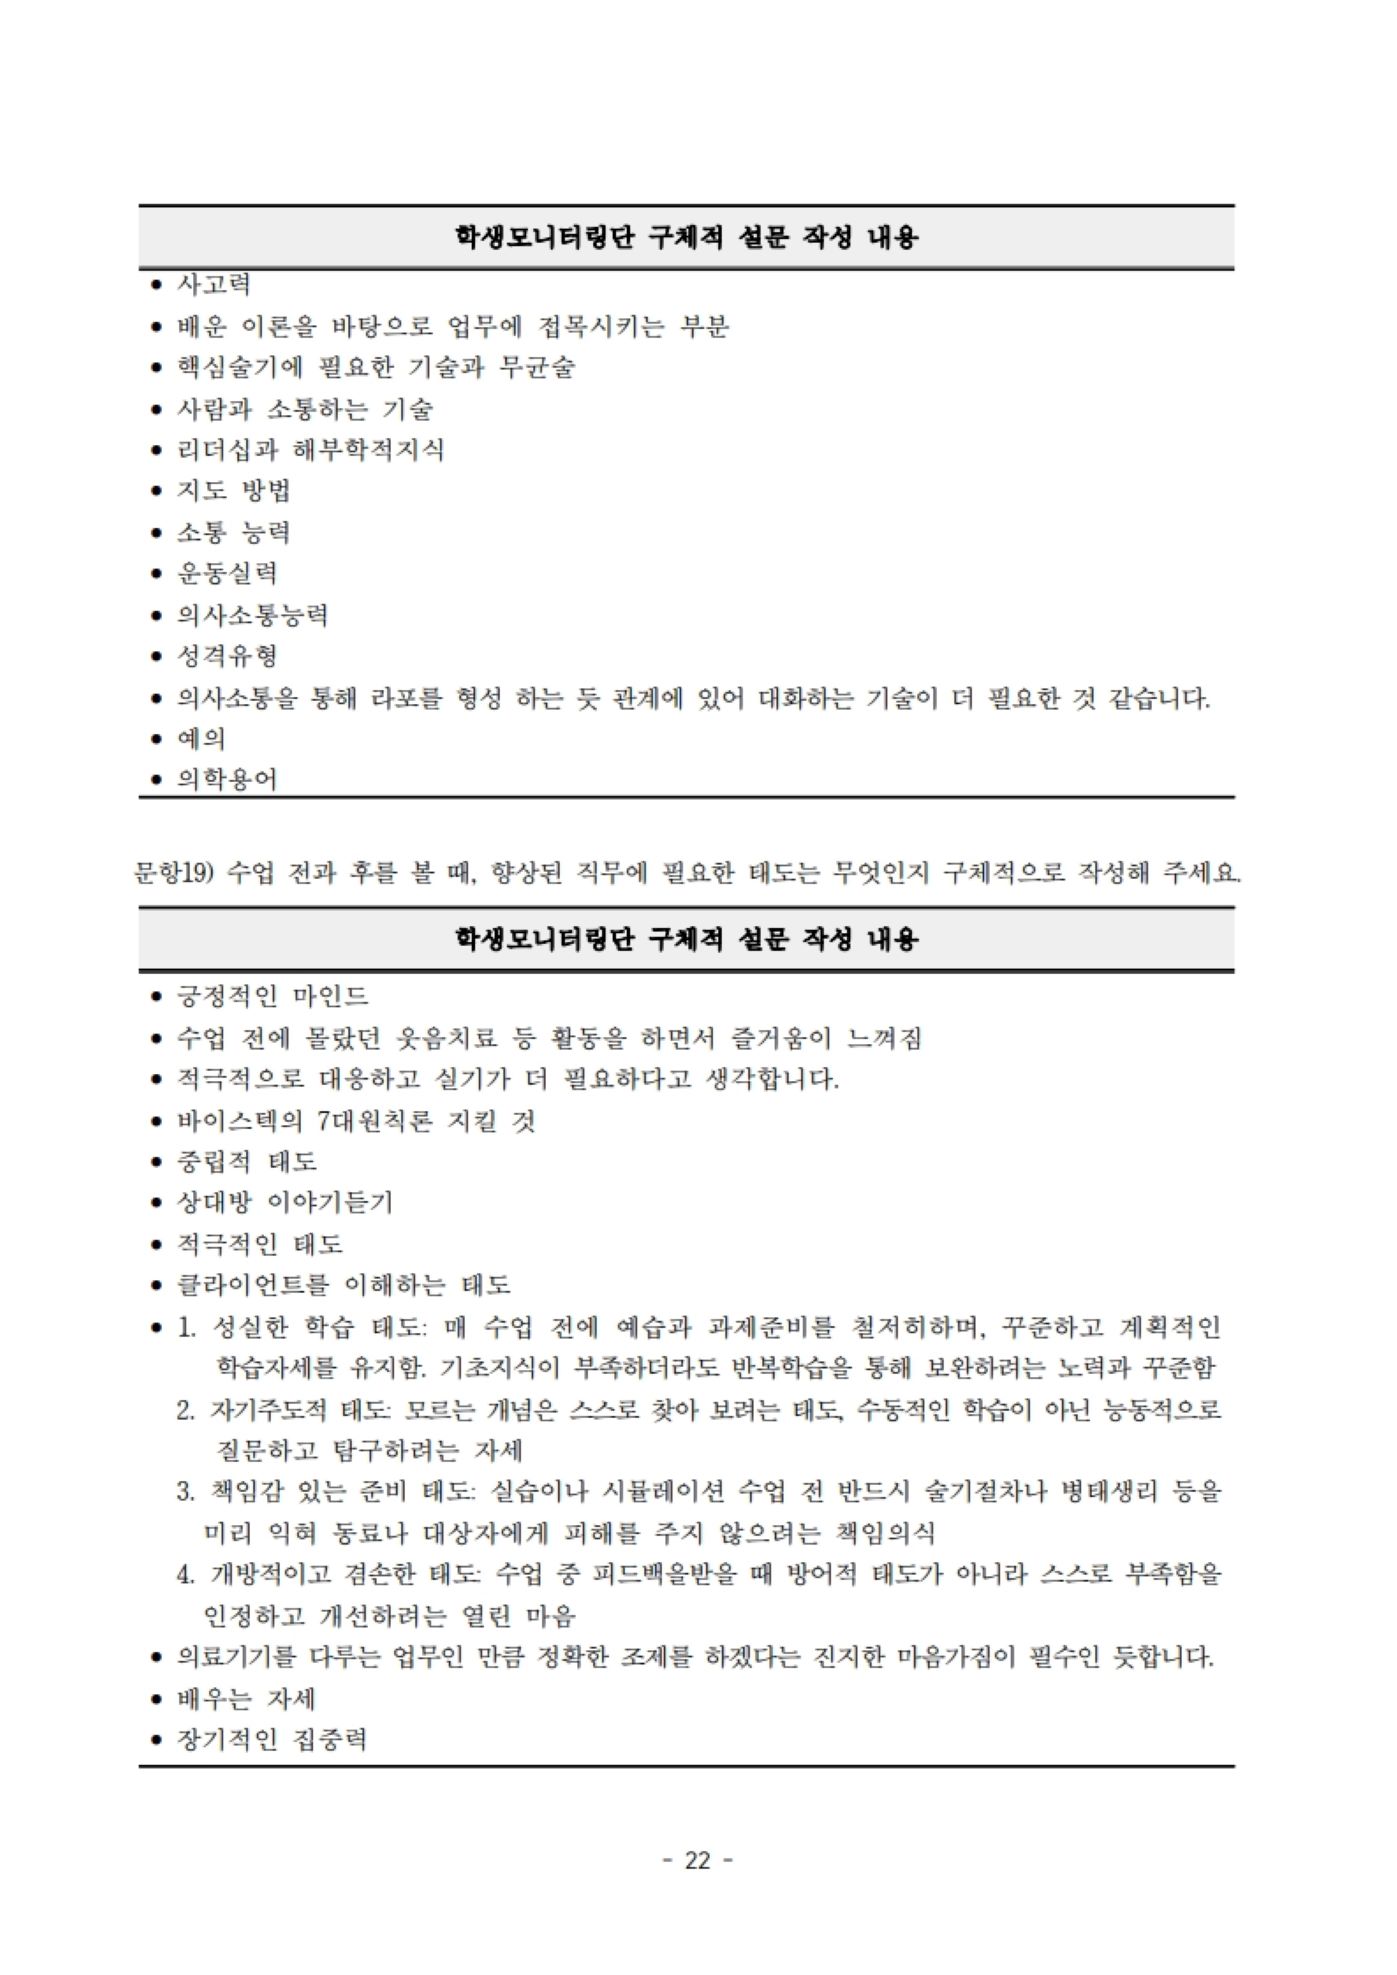 학생모니터링단 구체적 설문 작성 내용
• 사고력
• 배운 이론을 바탕으로 업무에 접목시키는 부분
• 핵심술기에 필요한 기술과 무균술
• 사람과 소통하는 기술
• 리더십과 해부학적지식
• 지도 방법
• 소통 능력
• 운동실력
• 의사소통능력
• 성격유형
• 의사소통을 통해 라포를 형성 하는 듯 관계에 있어 대화하는 기술이 더 필요한 것 같습니다.
• 예의
• 의학용어
문항19) 수업 전과 후를 볼 때, 향상된 직무에 필요한 태도는 무엇인지 구체적으로 작성해 주세요.
학생모니터링단 구체적 설문 작성 내용
• 긍정적인 마인드
• 수업 전에 몰랐던 웃음치료 등 활동을 하면서 즐거움이 느껴짐
• 적극적으로 대응하고 실기가 더 필요하다고 생각합니다.
• 바이스텍의 7대원칙론 지킬 것
• 중립적 태도
• 상대방 이야기듣기
• 적극적인 태도
• 클라이언트를 이해하는 태도
• 1. 성실한 학습 태도: 매 수업 전에 예습과 과제준비를 철저히하며, 꾸준하고 계획적인
학습자세를 유지함. 기초지식이 부족하더라도 반복학습을 통해 보완하려는 노력과 꾸준함
2. 자기주도적 태도: 모르는 개념은 스스로 찾아 보려는 태도, 수동적인 학습이 아닌 능동적으로
질문하고 탐구하려는 자세
3. 책임감 있는 준비 태도: 실습이나 시뮬레이션 수업 전 반드시 술기절차나 병태생리 등을
미리 익혀 동료나 대상자에게 피해를 주지 않으려는 책임의식
4. 개방적이고 겸손한 태도: 수업 중 피드백을받을 때 방어적 태도가 아니라 스스로 부족함을
인정하고 개선하려는 열린 마음
• 의료기기를 다루는 업무인 만큼 정확한 조제를 하겠다는 진지한 마음가짐이 필수인 듯합니다.
• 배우는 자세
• 장기적인 집중력
- 22 -